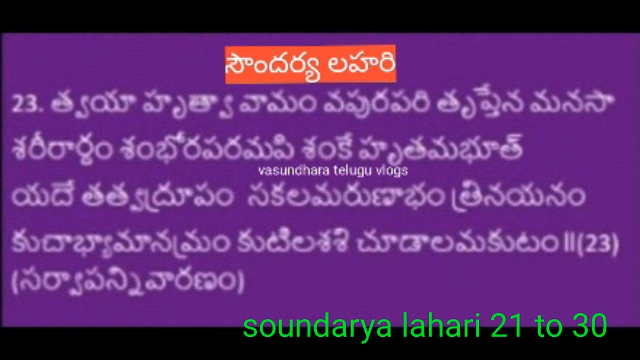 సౌందర్య లహరి
23. త్వయా హృత్వా వామం వపురపరి తృప్తేన మనసా
శరీరార్థం శంభోరపరమపి శంకే హృతమభూత్
vasundhara telugu vlogs
యదే తత్వద్రూపం సకలమరుణాభం త్రినయనం
కుచాభ్యామానమ్రం కుటిలశశి చూడాలమకుటం॥(23)
(సర్వాపన్నివారణం)
soundarya lahari 21 to 30